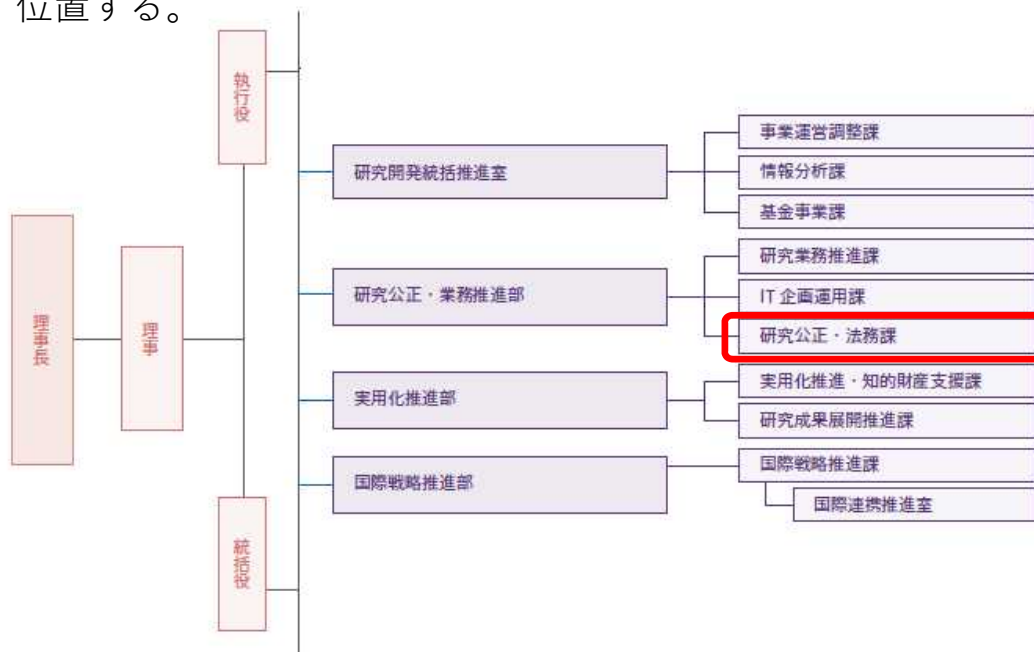 位置する。
執行役
理事長
理事
統括役
研究開発統括推進室
事業運営調整課
情報分析課
基金事業課
研究公正・業務推進部
研究業務推進課
IT 企画運用課
研究公正・法務課
実用化推進部
実用化推進・知的財産支援課
研究成果展開推進課
国際戦略推進部
国際戦略推進課
国際連携推進室